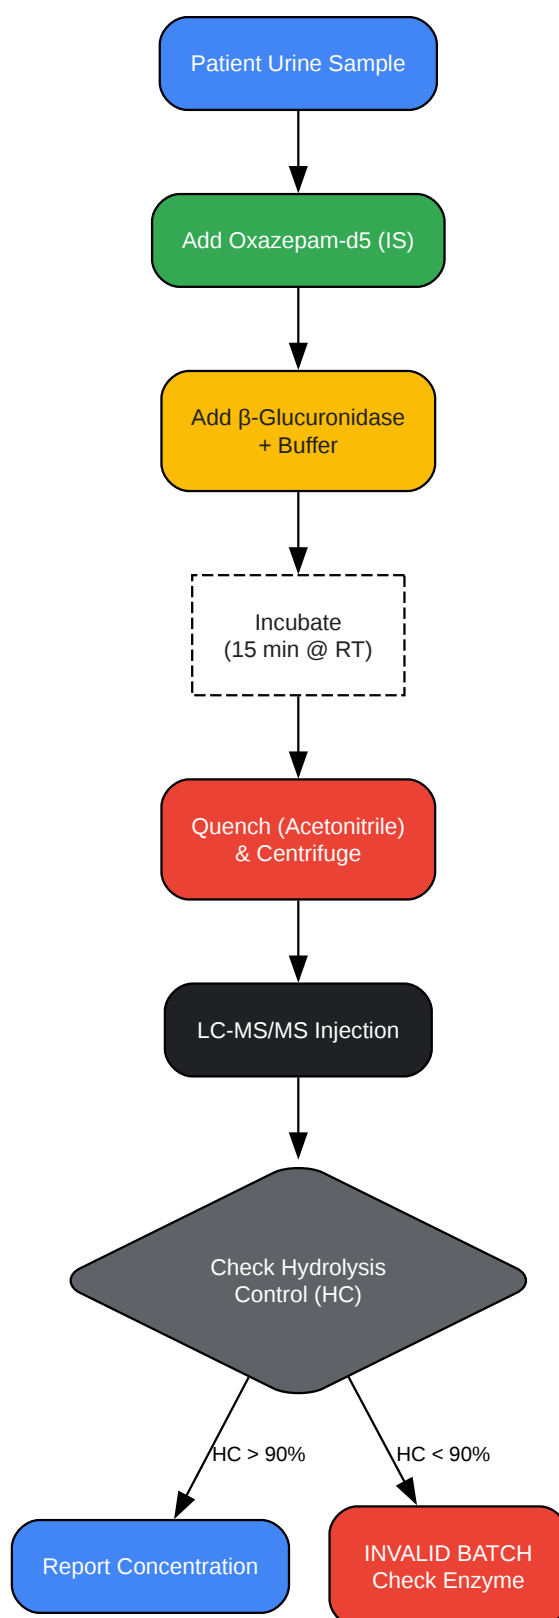 Patient Urine Sample
Add Oxazepam-d5 (IS)
Add β-Glucuronidase
+ Buffer
Incubate
(15 min @ RT)
Quench (Acetonitrile)
& Centrifuge
LC-MS/MS Injection
Check Hydrolysis
Control (HC)
HC > 90%
HC < 90%
Report Concentration
INVALID BATCH
Check Enzyme